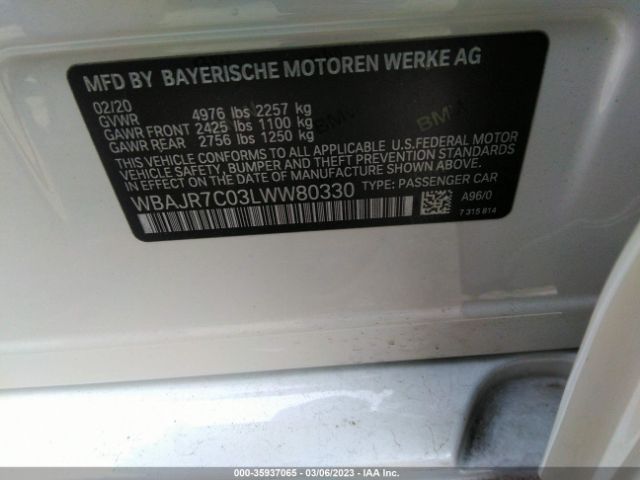 MFD BY BAYERISCHE MOTOREN WERKE AG
02/20
GVWR 4976 lbs 2257 kg
GAWR FRONT 2425 lbs 1100 kg
GAWR REAR 2756 lbs 1250 kg
THIS VEHICLE CONFORMS TO ALL APPLICABLE U.S.FEDERAL MOTOR
VEHICLE SAFETY, BUMPER AND THEFT PREVENTION STANDARDS
IN EFFECT ON THE DATE OF MANUFACTURE SHOWN ABOVE.
WBAJR7C03LWW80330 TYPE: PASSENGER CAR
A96/0
7 315 814
BMW
BMW
000-35937065 / 03/06/2023 - IAA Inc.